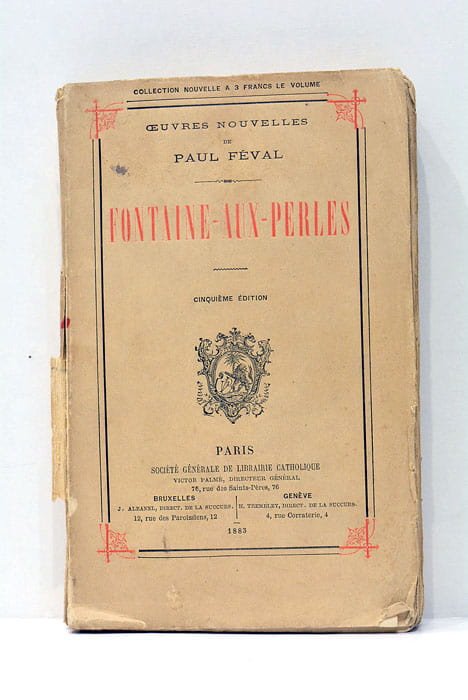 COLLECTION NOUVELLE A 3 FRANCS LE VOLUME
ŒUVRES NOUVELLES
DE
PAUL FÉVAL
FONTAINE-AUX-PERLES
CINQUIÈME ÉDITION
PARIS
SOCIÉTÉ GÉNÉRALE DE LIBRAIRIE CATHOLIQUE
VICTOR PALMÉ, DIRECTEUR GÉNÉRAL
76, rue des Saints-Pères, 76
BRUXELLES
J. ALBANEL, DIRECT. DE LA SUCCURS.
12, rue des Paroissiens, 12
GENÈVE
H. TREMBLEY, DIRECT. DE LA SUCCURS.
4, rue Corraterie, 4
1883